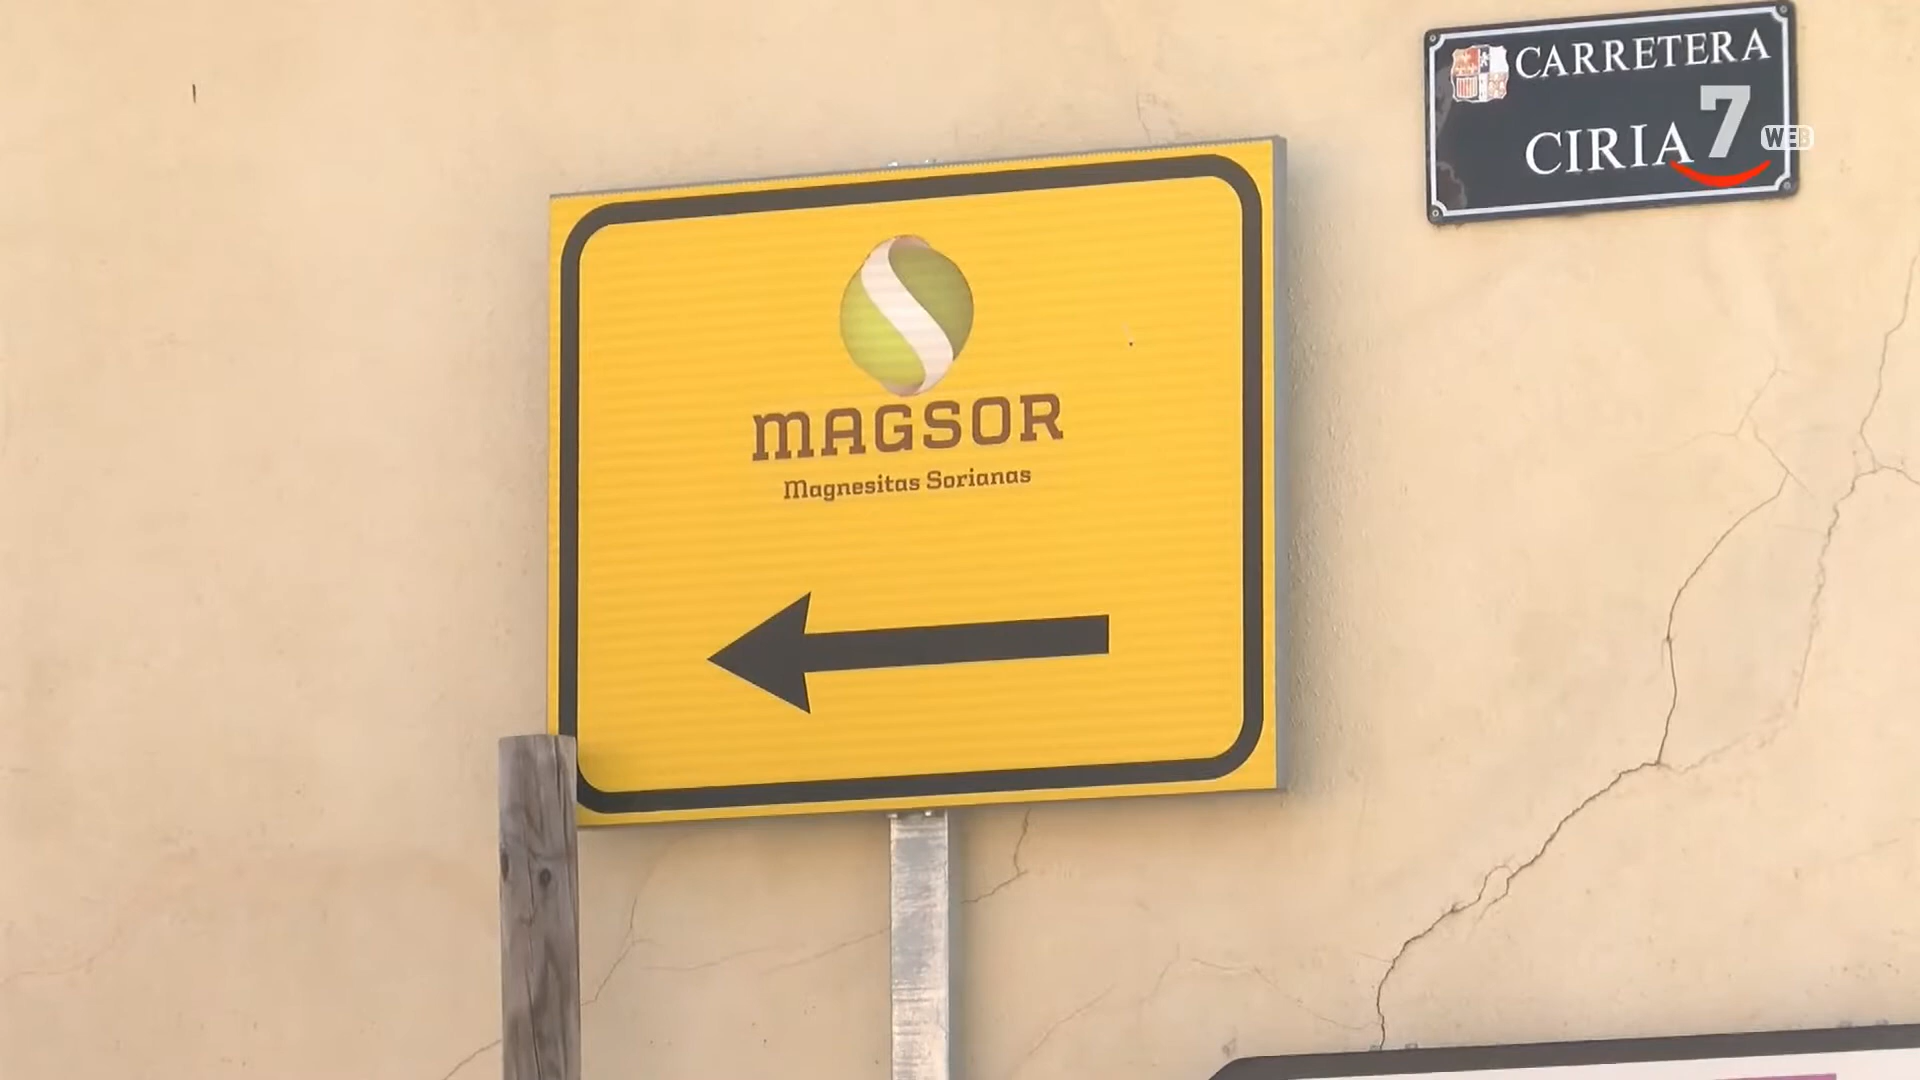 CARRETERA
CIRIA
7 WEB
MAGSOR
Magnesitas Sorianas